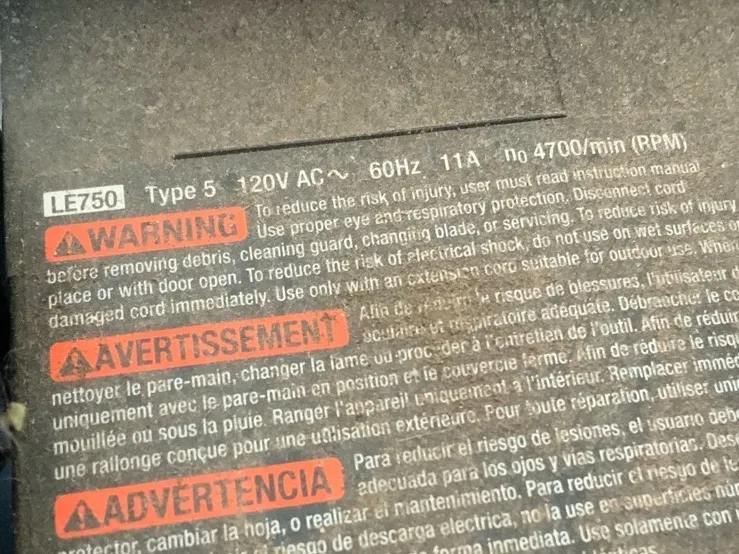 LE750 Type 5 120V AC~ 60Hz 11A n0 4700/min (RPM)
WARNING To reduce the risk of injury, user must read instruction manual
Use proper eye and respiratory protection. Disconnect cord
before removing debris, cleaning guard, changing blade, or servicing. To reduce risk of injury
place or with door open. To reduce the risk of electrical shock, do not use on wet surfaces
damaged cord immediately. Use only with an extension cord suitable for outdoor use. When
AVERTISSEMENT Afin de le risque de blessures, l'utilisateur
oculaire et respiratoire adéquate. Débrancher le
nettoyer le pare-main, changer la lame ou procéder à l'entretien de l'outil. Afin de réduir
uniquement avec le pare-main en position et le couvercle fermé. Afin de réduire le risqu
mouillée ou sous la pluie. Ranger l'appareil uniquement à l'intérieur. Remplacer imméd
une rallonge conçue pour une utilisation extérieure. Pour toute réparation, utiliser
ADVERTENCIA Para reducir el riesgo de lesiones, el usuario debe
adecuada para los ojos y vias respiratorias.
protector, cambiar la hoja, o realizar el mantenimiento. Para reducir el riesgo de
riesgo de descarga electrica, no la use en superficies
forma inmediata. Use solamente con